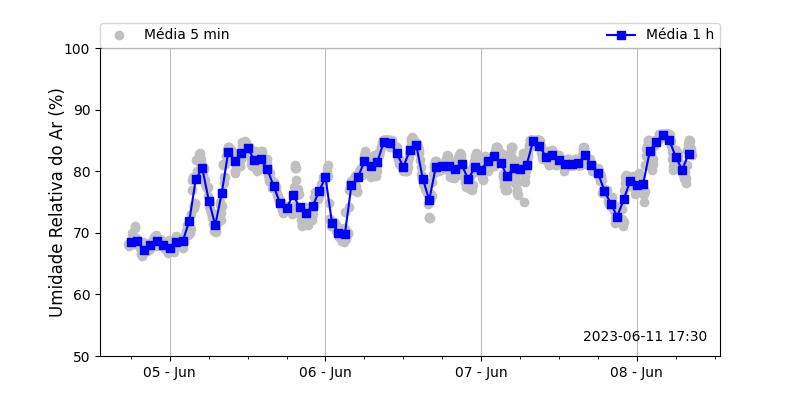 Média 5 min
Média 1 h
Umidade Relativa do Ar (%)
100
90
80
70
60
50
2023-06-11 17:30
05 - Jun
06 - Jun
07 - Jun
08 - Jun